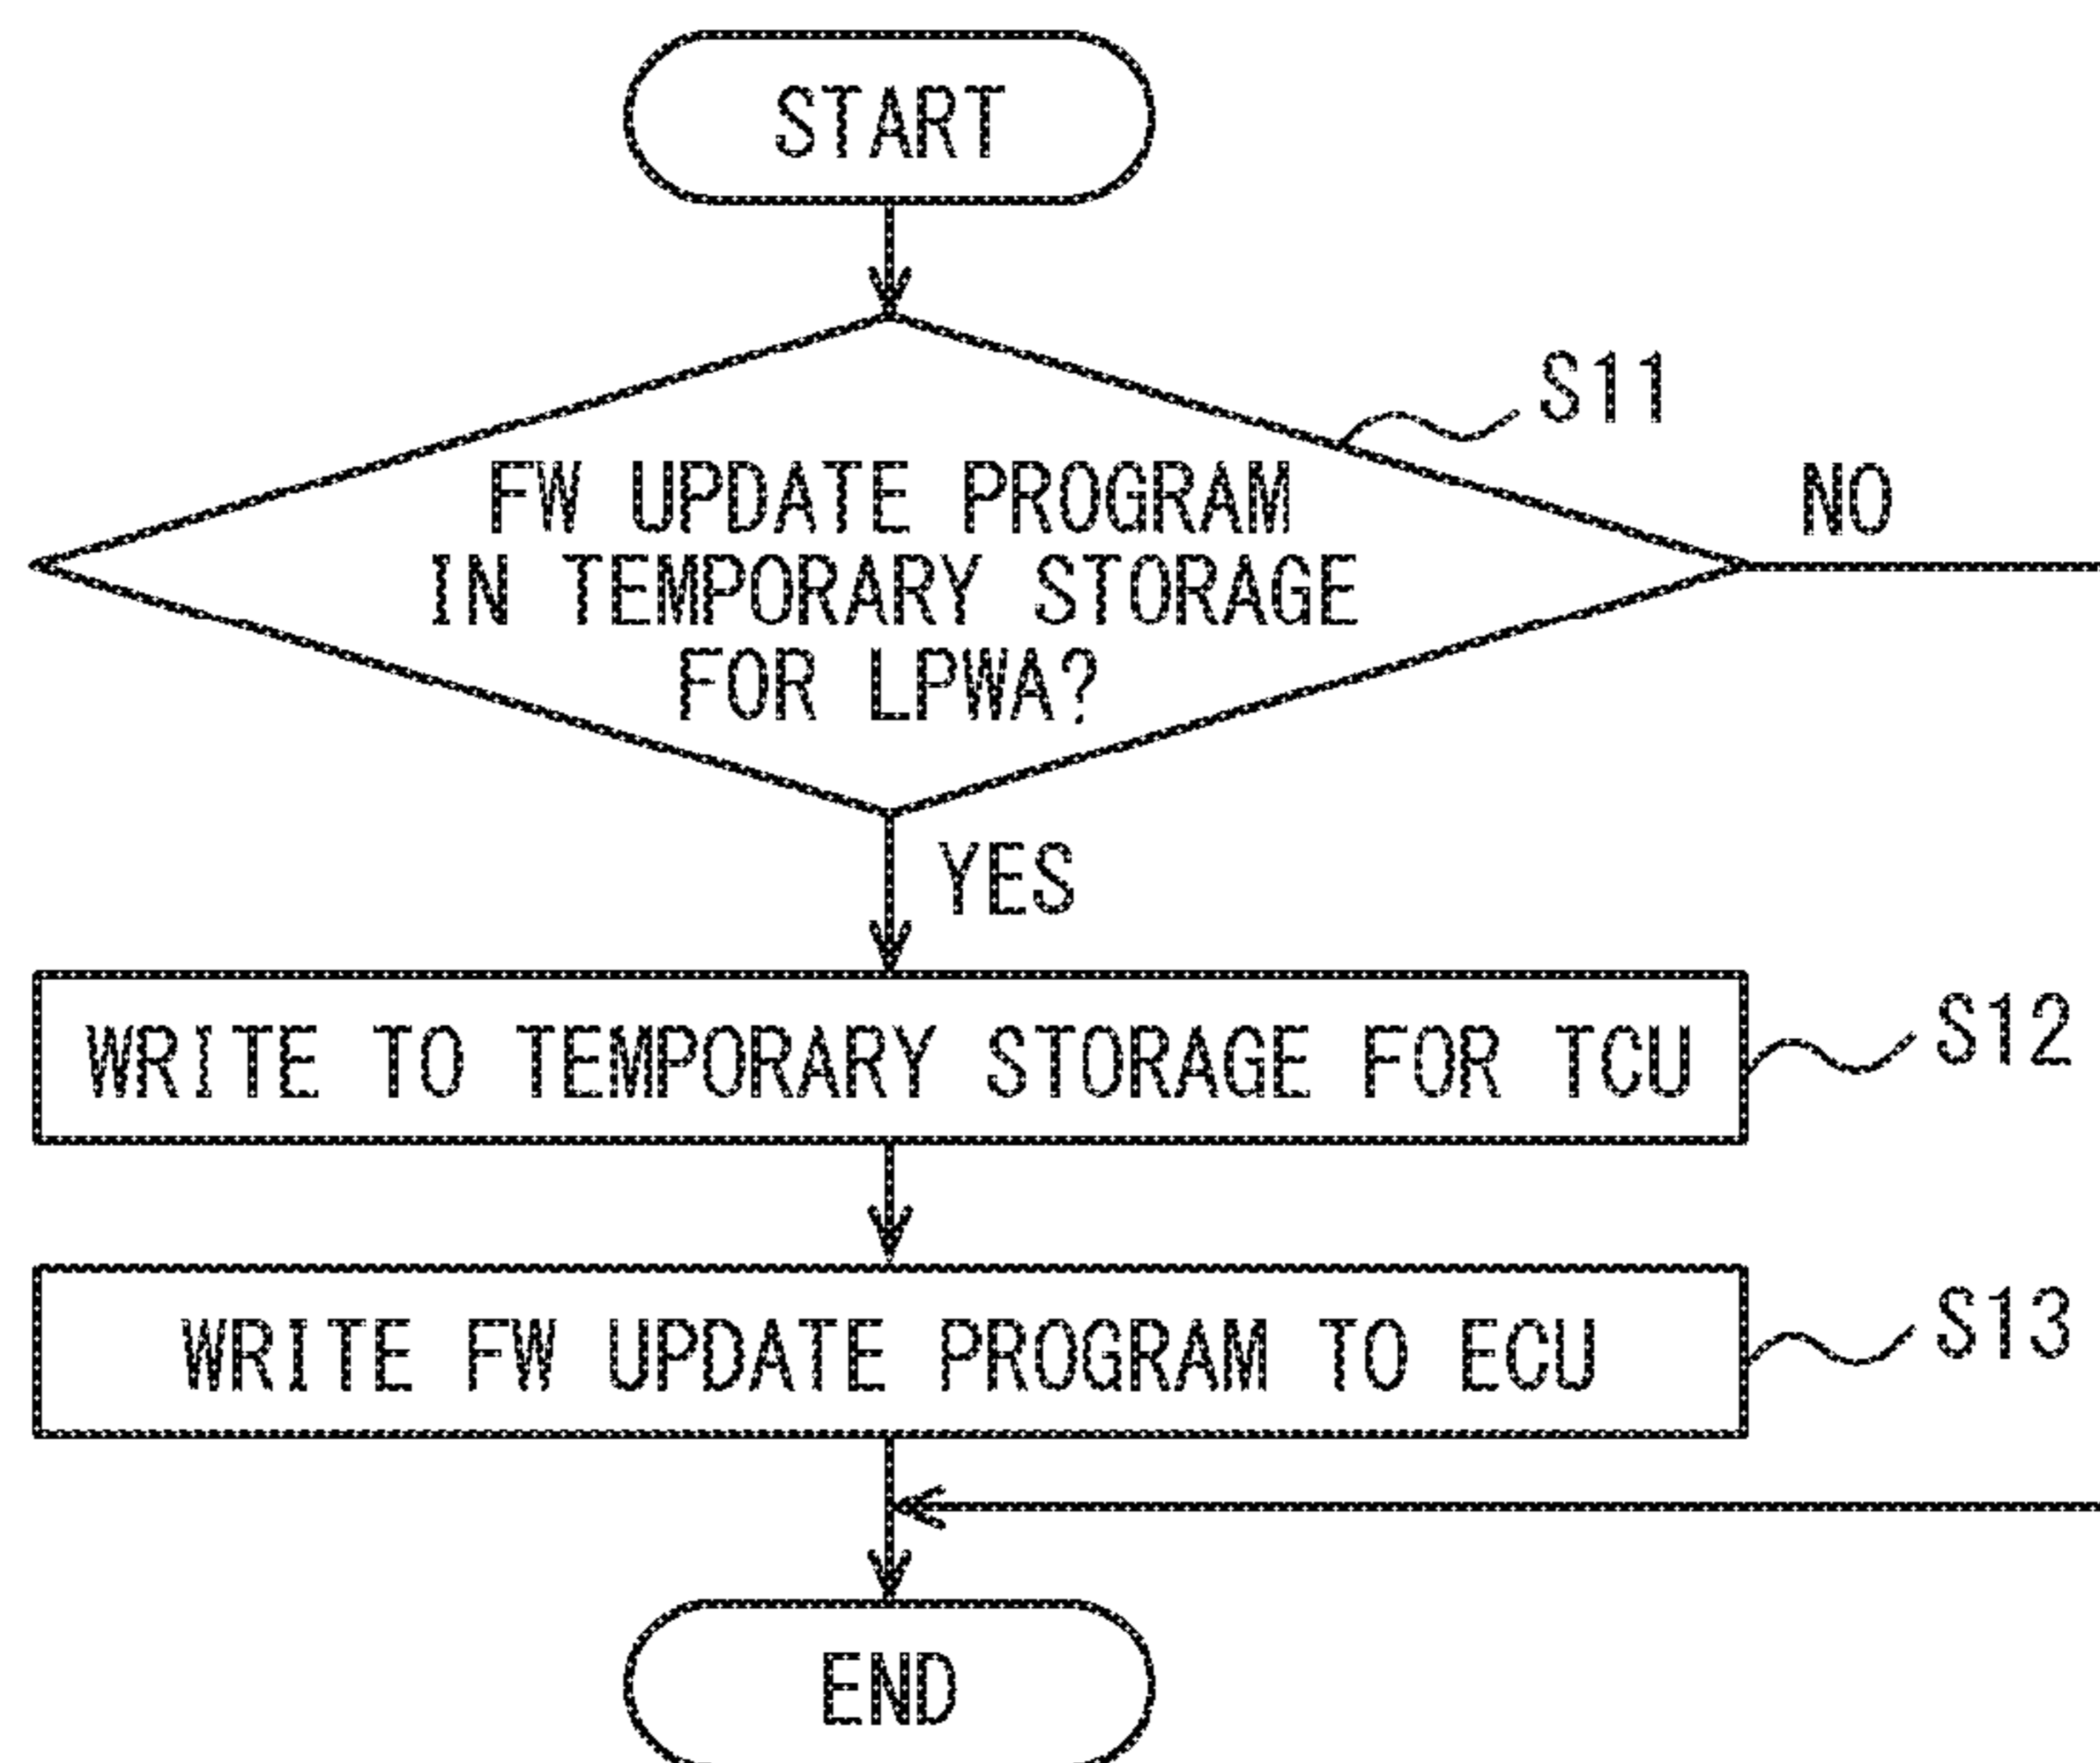 START
S11
FW UPDATE PROGRAM
IN TEMPORARY STORAGE
FOR LPWA?
NO
YES
WRITE TO TEMPORARY STORAGE FOR TCU
S12
WRITE FW UPDATE PROGRAM TO ECU
S13
END